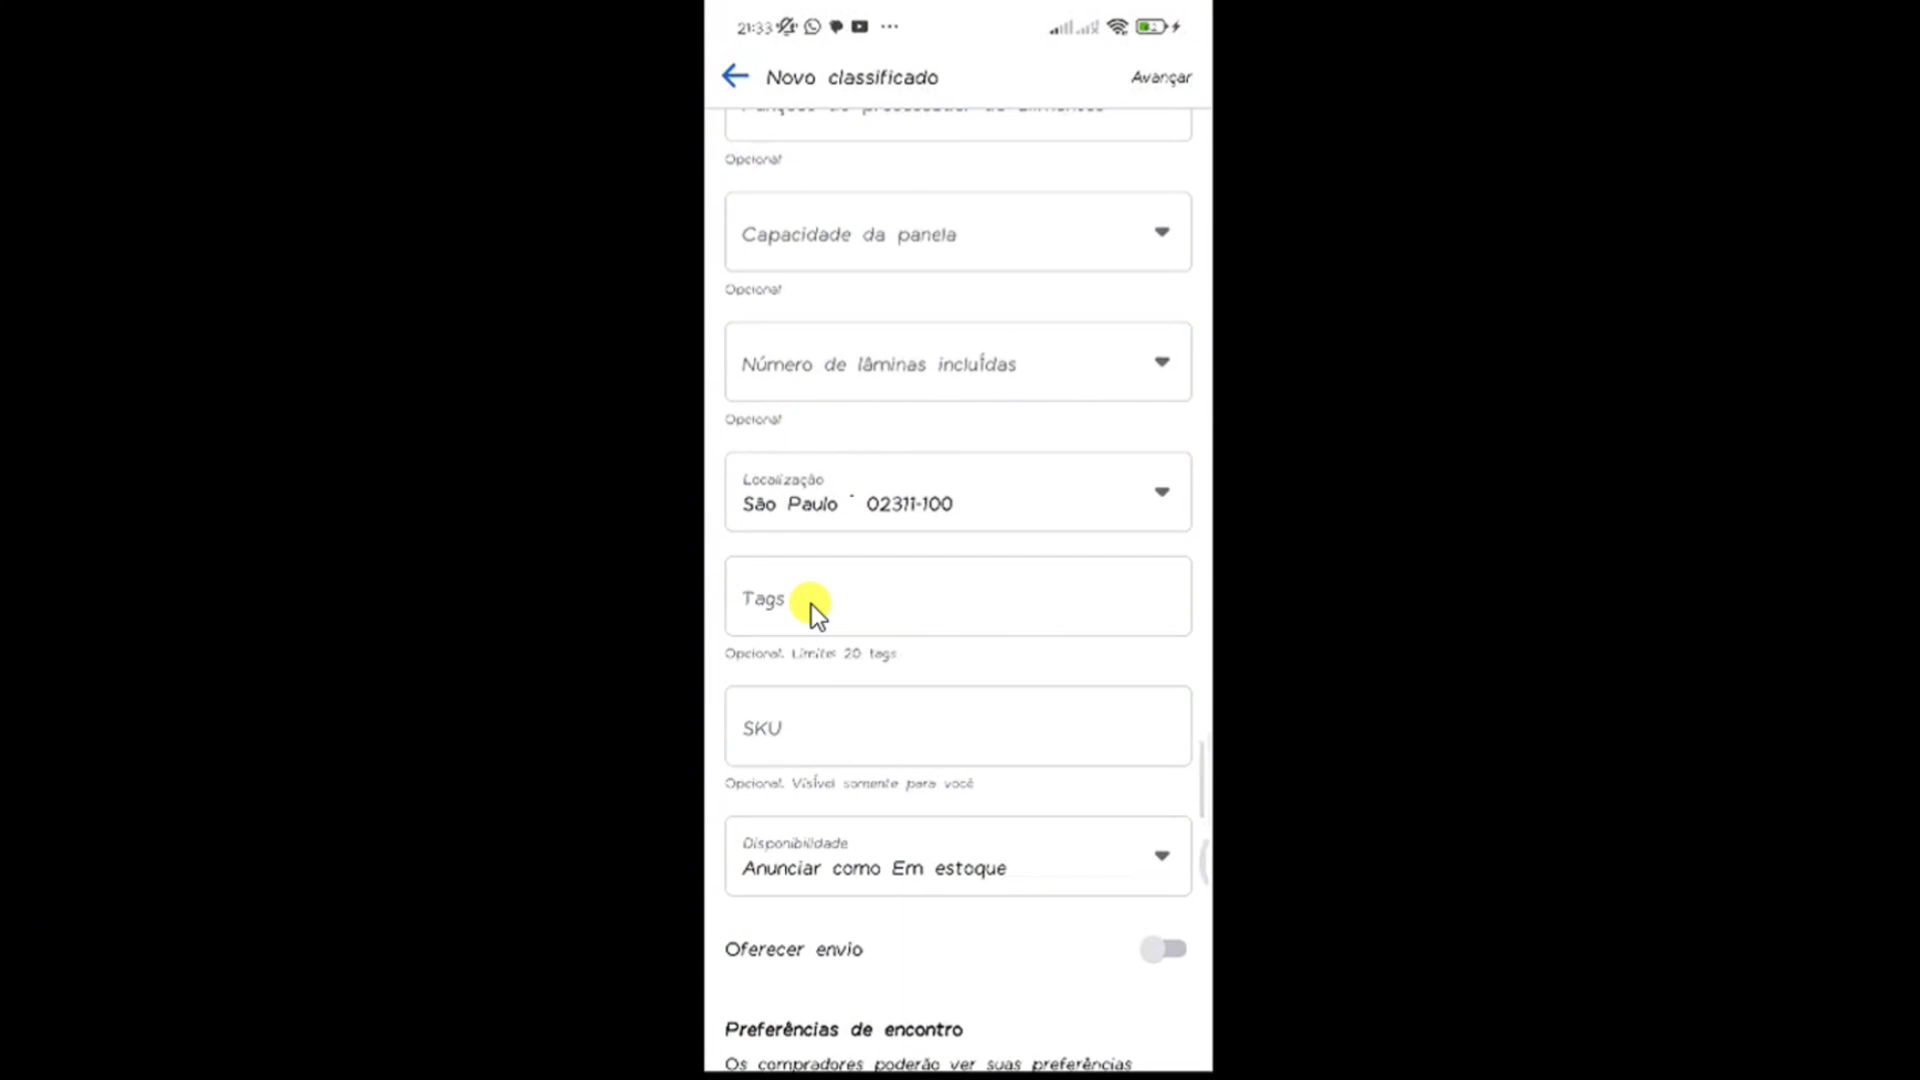 21:33
Novo classificado
Avançar
Opcional
Capacidade da panela
Opcional
Número de lâminas incluídas
Opcional
Localização
São Paulo · 02311-100
Tags
Opcional. Limite: 20 tags.
SKU
Opcional. Visível somente para você
Disponibilidade
Anunciar como Em estoque
Oferecer envio
Preferências de encontro
Os compradores poderão ver suas preferências